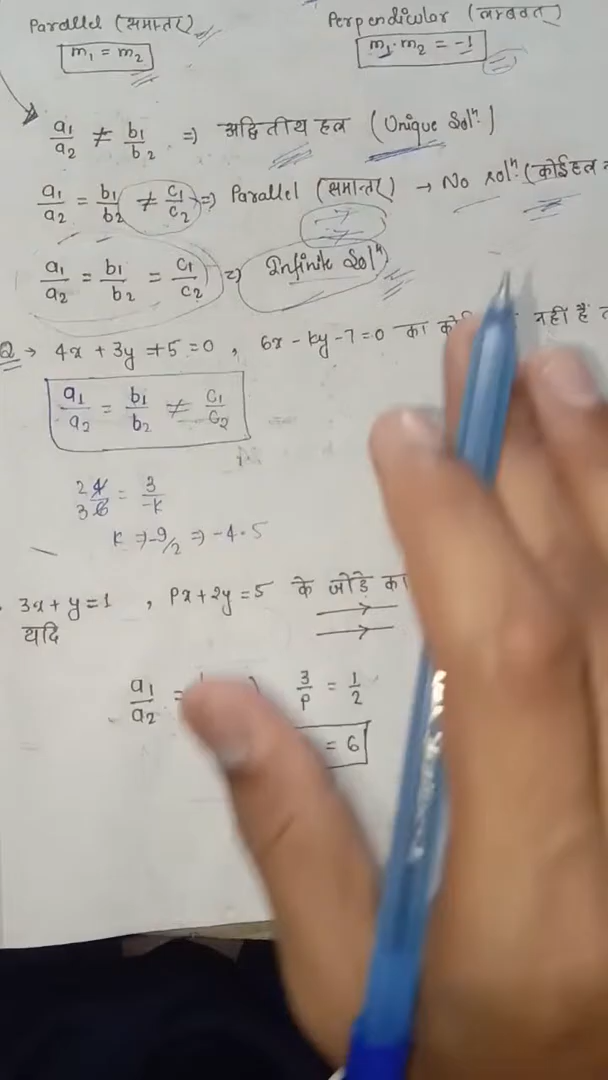 Parallel (समान्तर)
Perpendicular (लम्बवत)
m₁ = m₂
m₁·m₂ = -1
a₁/a₂ ≠ b₁/b₂ ⇒ अद्वितीय हल (Unique Solⁿ)
a₁/a₂ = b₁/b₂ ≠ c₁/c₂ ⇒ Parallel (समान्तर) → No solⁿ (कोई हल
a₁/a₂ = b₁/b₂ = c₁/c₂ ⇒ Infinite Solⁿ
Q → 4x + 3y + 5 = 0 , 6x - ky - 7 = 0 का नहीं हैं
a₁/a₂ = b₁/b₂ ≠ c₁/c₂
2 4/3 6 = 3/-k
k ⇒ -9/2 ⇒ -4.5
3x + y = 1 , Px + 2y = 5 के जोड़े का
यदि
a₁/a₂ = 3/P = 1/2
= 6